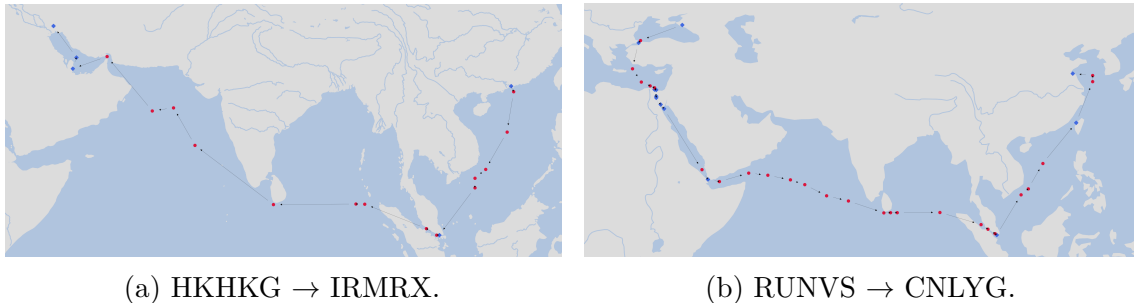 (a) HKHKG → IRMRX.
(b) RUNVS → CNLYG.